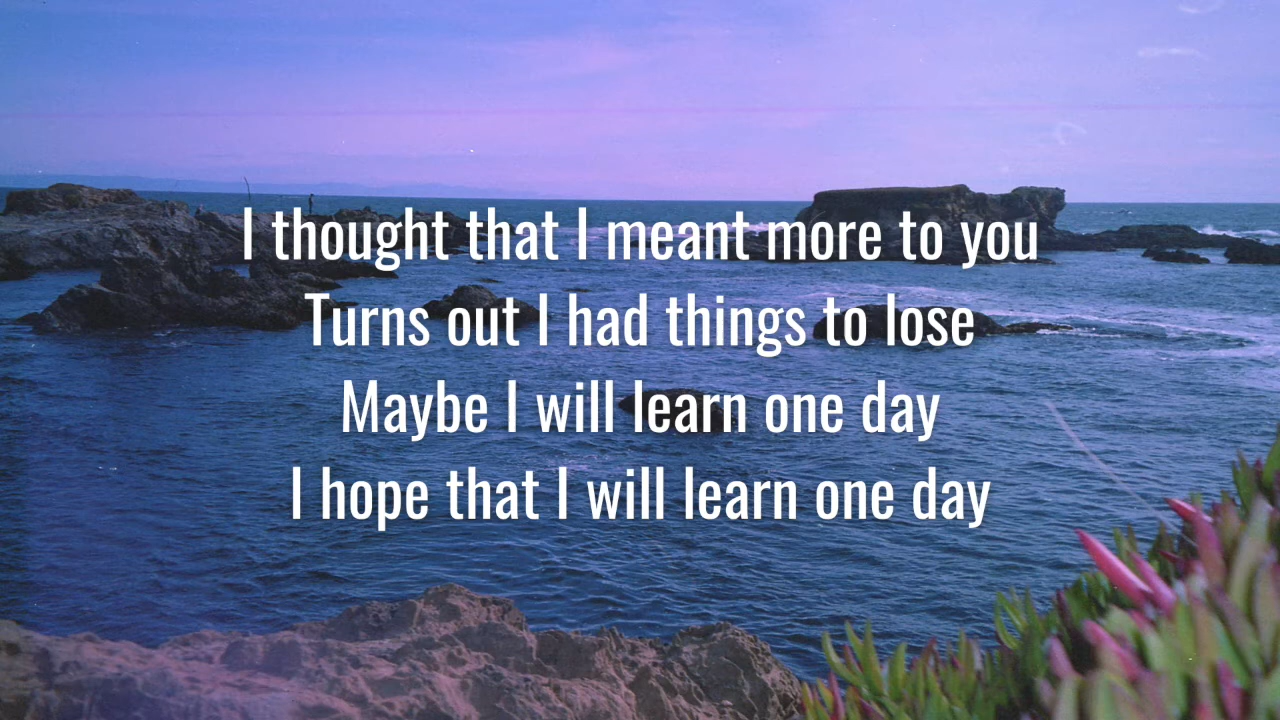 I thought that I meant more to you
Turns out I had things to lose
Maybe I will learn one day
I hope that I will learn one day